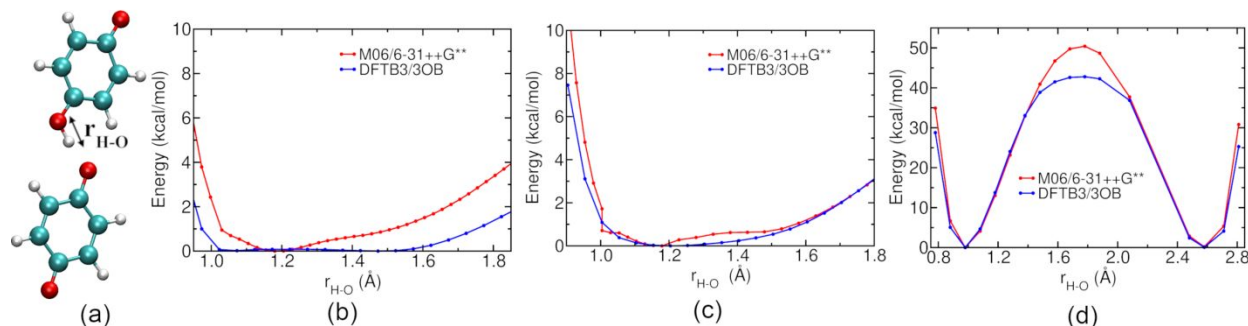 r H-O
(a)
10
8
6
4
2
0
Energy (kcal/mol)
M06/6-31++G**
DFTB3/3OB
1.0 1.2 1.4 1.6 1.8
r H-O (Å)
(b)
10
8
6
4
2
0
Energy (kcal/mol)
M06/6-31++G**
DFTB3/3OB
1.0 1.2 1.4 1.6 1.8
r H-O (Å)
(c)
50
40
30
20
10
0
Energy (kcal/mol)
M06/6-31++G**
DFTB3/3OB
0.8 1.2 1.6 2.0 2.4 2.8
r H-O (Å)
(d)